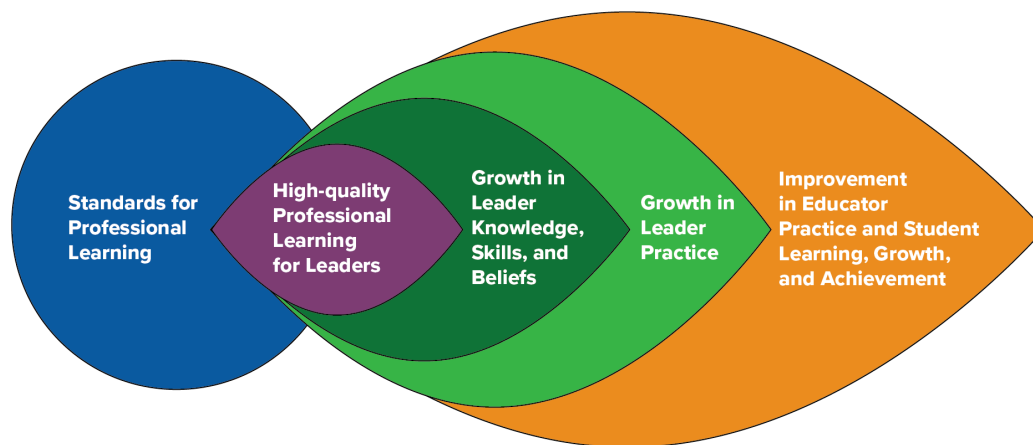 Standards for
Professional
Learning
High-quality
Professional
Learning
for Leaders
Growth in
Leader
Knowledge,
Skills, and
Beliefs
Growth in
Leader
Practice
Improvement
in Educator
Practice and Student
Learning, Growth,
and Achievement